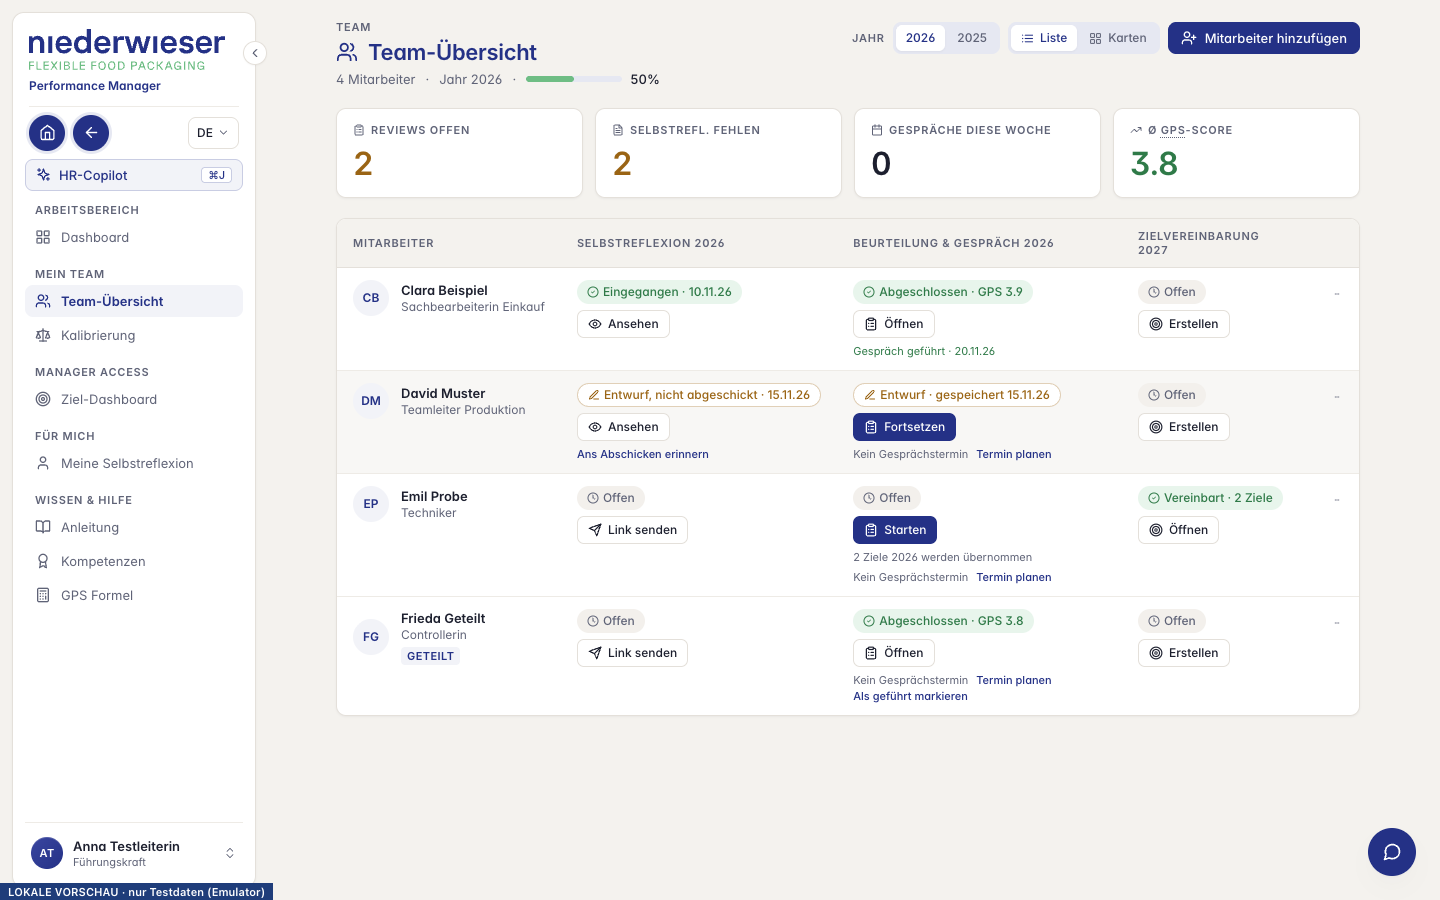 niederwieser
FLEXIBLE FOOD PACKAGING
Performance Manager
DE
HR-Copilot
⌘J
ARBEITSBEREICH
Dashboard
MEIN TEAM
Team-Übersicht
Kalibrierung
MANAGER ACCESS
Ziel-Dashboard
FÜR MICH
Meine Selbstreflexion
WISSEN & HILFE
Anleitung
Kompetenzen
GPS Formel
AT
Anna Testleiterin
Führungskraft
LOKALE VORSCHAU · nur Testdaten (Emulator)
TEAM
Team-Übersicht
4 Mitarbeiter · Jahr 2026 · 50%
JAHR 2026 2025 Liste Karten Mitarbeiter hinzufügen
REVIEWS OFFEN
2
SELBSTREFL. FEHLEN
2
GESPRÄCHE DIESE WOCHE
0
Ø GPS-SCORE
3.8
MITARBEITER SELBSTREFLEXION 2026 BEURTEILUNG & GESPRÄCH 2026 ZIELVEREINBARUNG
2027
CB
Clara Beispiel
Sachbearbeiterin Einkauf
Eingegangen · 10.11.26
Ansehen
Abgeschlossen · GPS 3.9
Öffnen
Gespräch geführt · 20.11.26
Offen
Erstellen
–
DM
David Muster
Teamleiter Produktion
Entwurf, nicht abgeschickt · 15.11.26
Ansehen
Ans Abschicken erinnern
Entwurf · gespeichert 15.11.26
Fortsetzen
Kein Gesprächstermin Termin planen
Offen
Erstellen
–
EP
Emil Probe
Techniker
Offen
Link senden
Offen
Starten
2 Ziele 2026 werden übernommen
Kein Gesprächstermin Termin planen
Vereinbart · 2 Ziele
Öffnen
–
FG
Frieda Geteilt
Controllerin
GETEILT
Offen
Link senden
Abgeschlossen · GPS 3.8
Öffnen
Kein Gesprächstermin Termin planen
Als geführt markieren
Offen
Erstellen
–